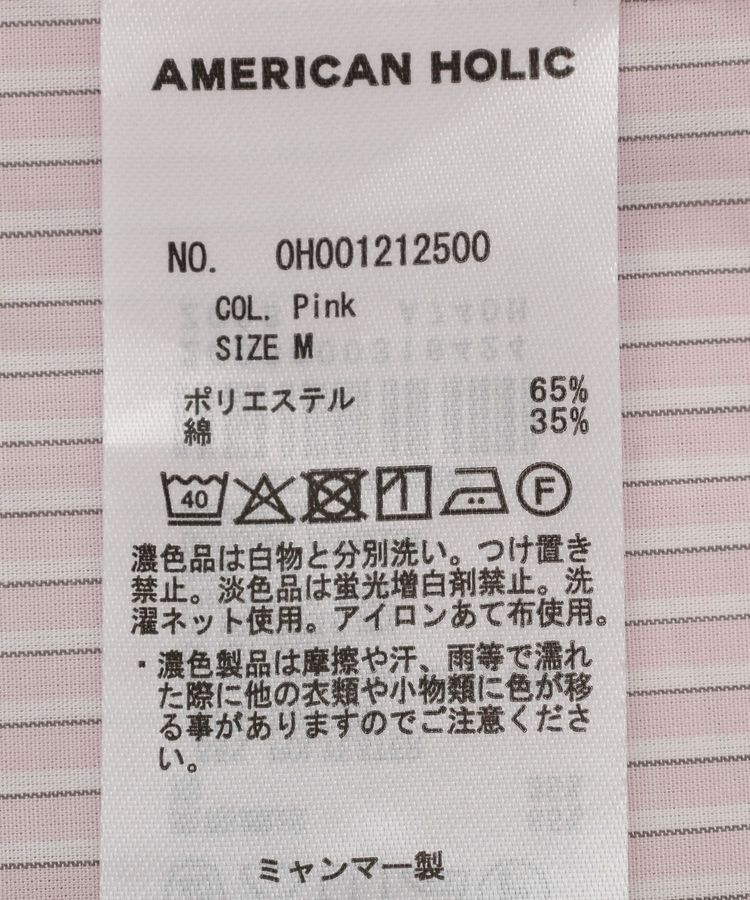 AMERICAN HOLIC
NO. OH001212500
COL. Pink
SIZE M
ポリエステル 65%
綿 35%
40 F
濃色品は白物と分別洗い。つけ置き
禁止。淡色品は蛍光増白剤禁止。洗
濯ネット使用。アイロンあて布使用。
・濃色製品は摩擦や汗、雨等で濡れ
た際に他の衣類や小物類に色が移
る事がありますのでご注意くださ
い。
ミャンマー製